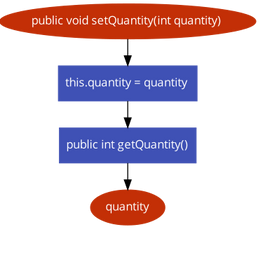 public void setQuantity(int quantity)
this.quantity = quantity
public int getQuantity()
quantity